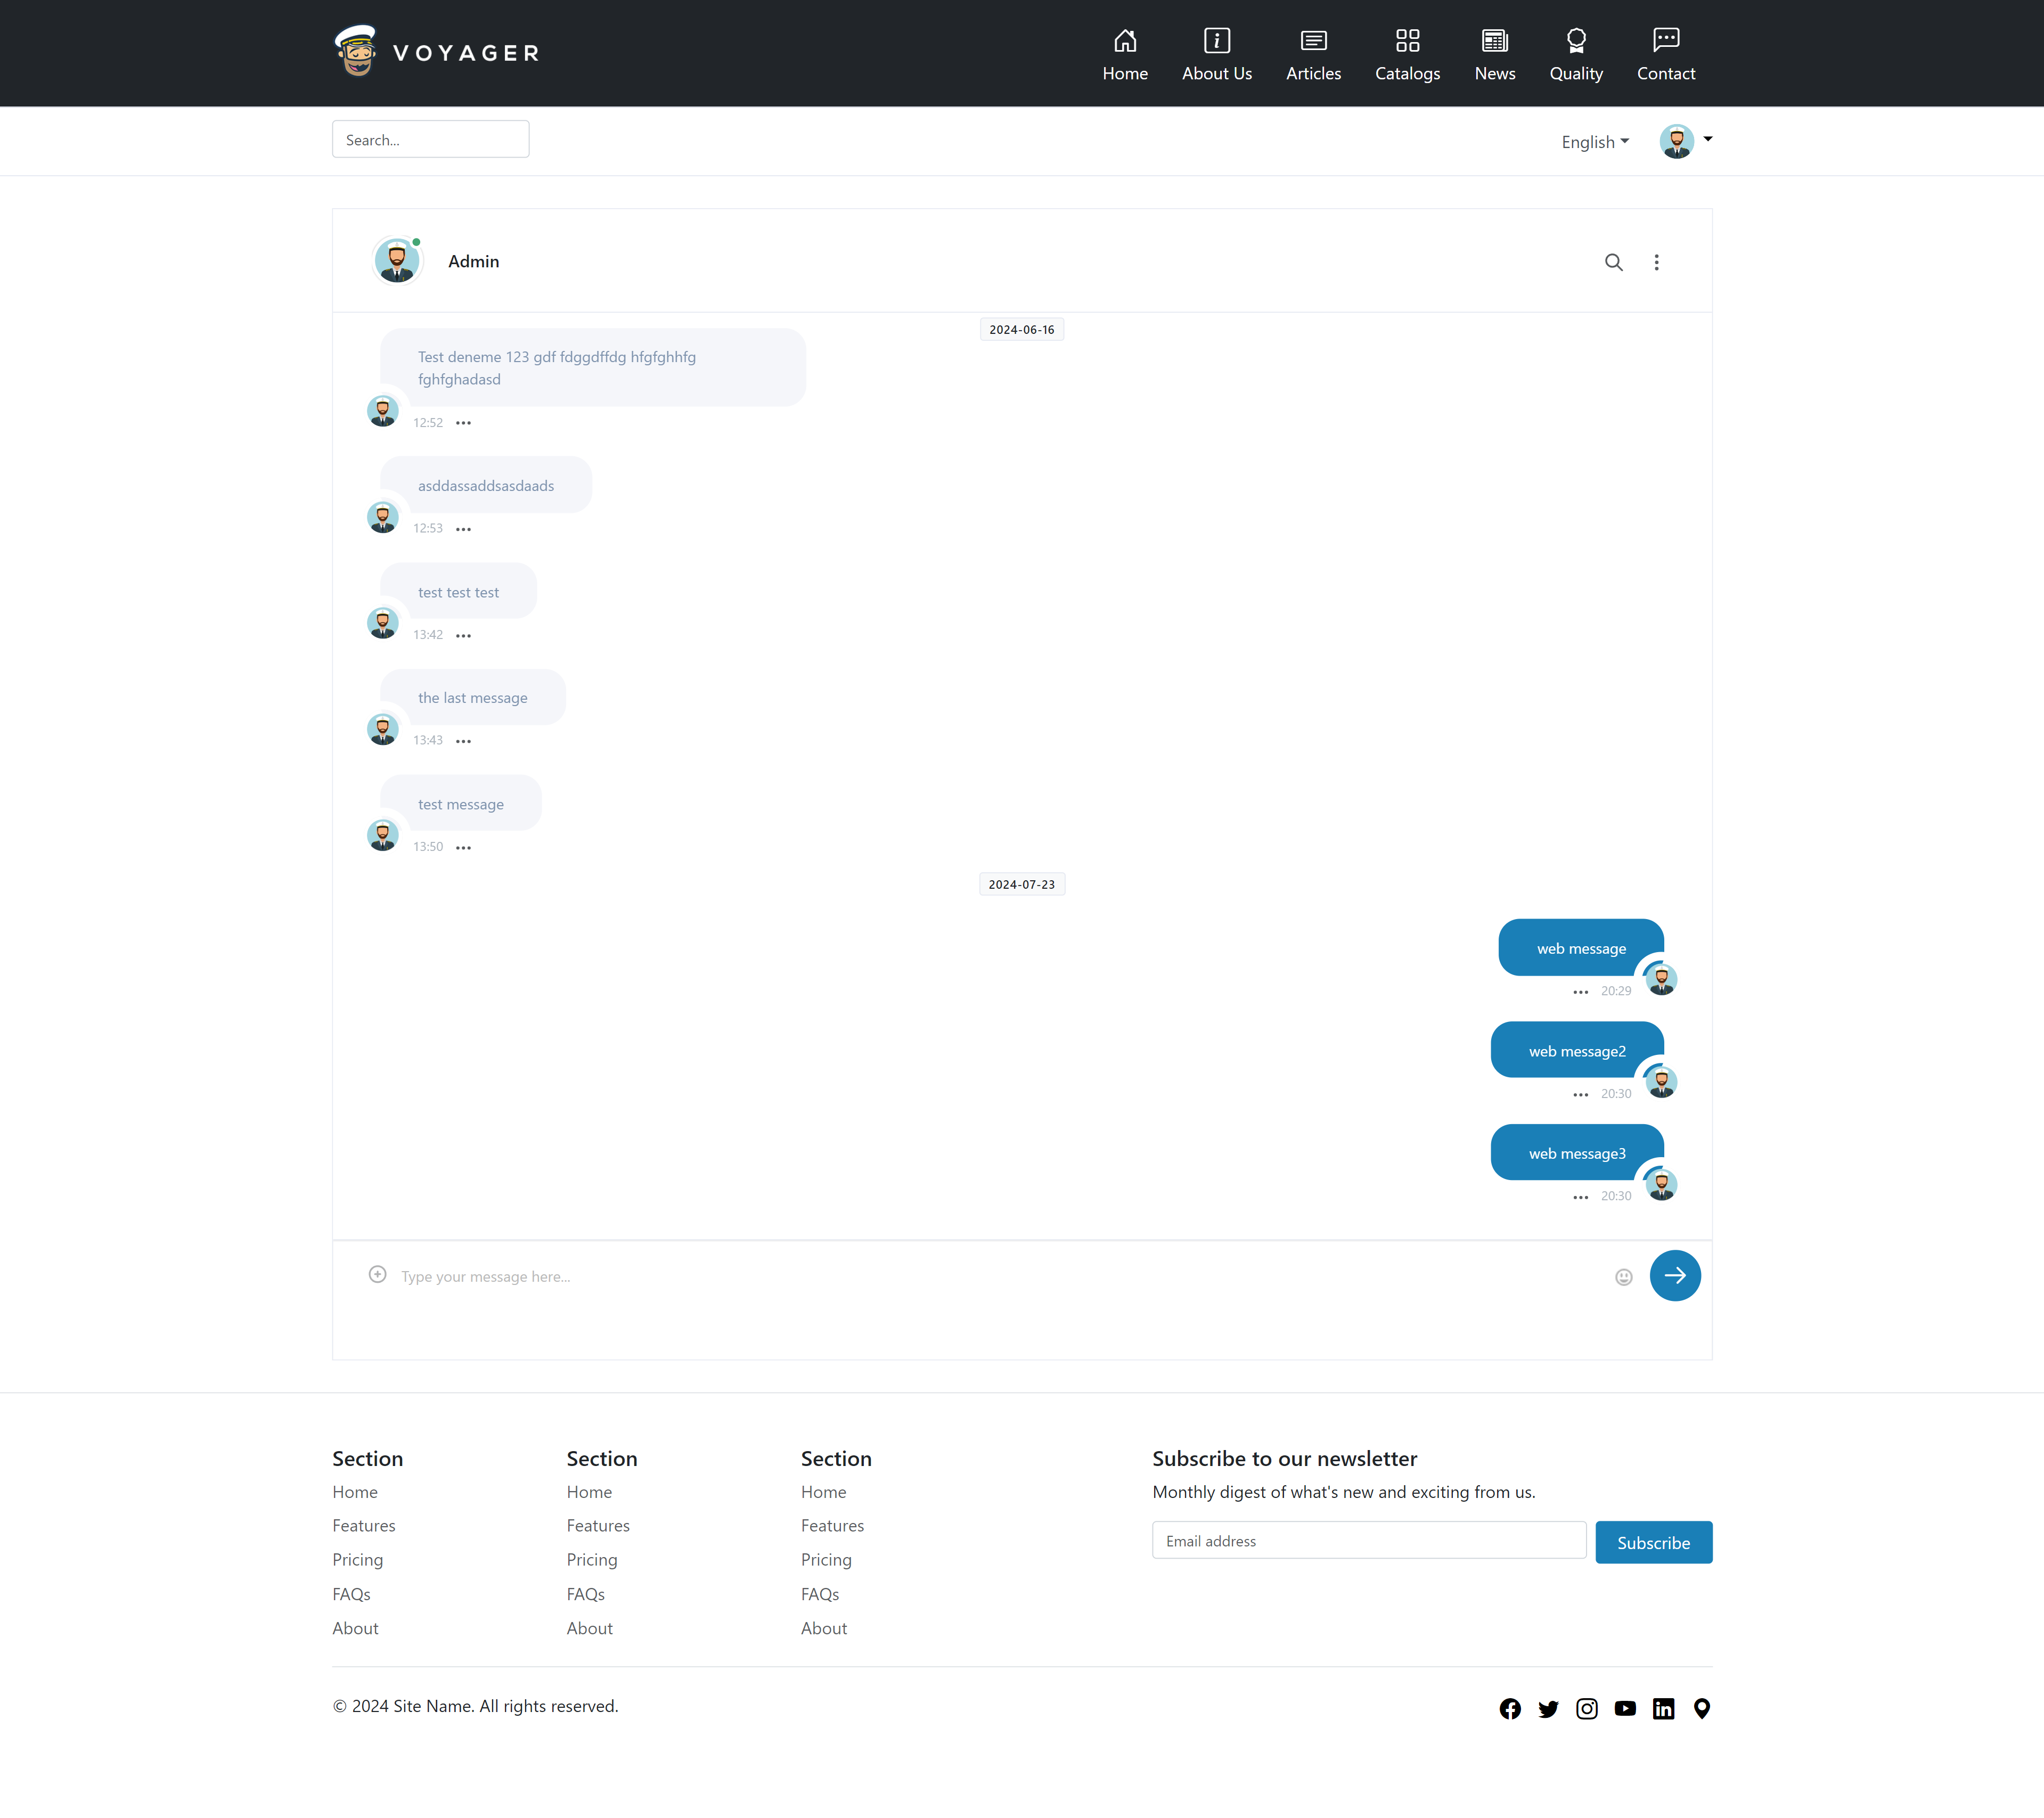 VOYAGER
Home About Us Articles Catalogs News Quality Contact
Search...
English
Admin
2024-06-16
Test deneme 123 gdf fdggdffdg hfgfghhfg
fghfghadasd
12:52
asddassaddsasdaads
12:53
test test test
13:42
the last message
13:43
test message
13:50
2024-07-23
web message
20:29
web message2
20:30
web message3
20:30
Type your message here...
Section
Home
Features
Pricing
FAQs
About
Section
Home
Features
Pricing
FAQs
About
Section
Home
Features
Pricing
FAQs
About
Subscribe to our newsletter
Monthly digest of what's new and exciting from us.
Email address
Subscribe
© 2024 Site Name. All rights reserved.